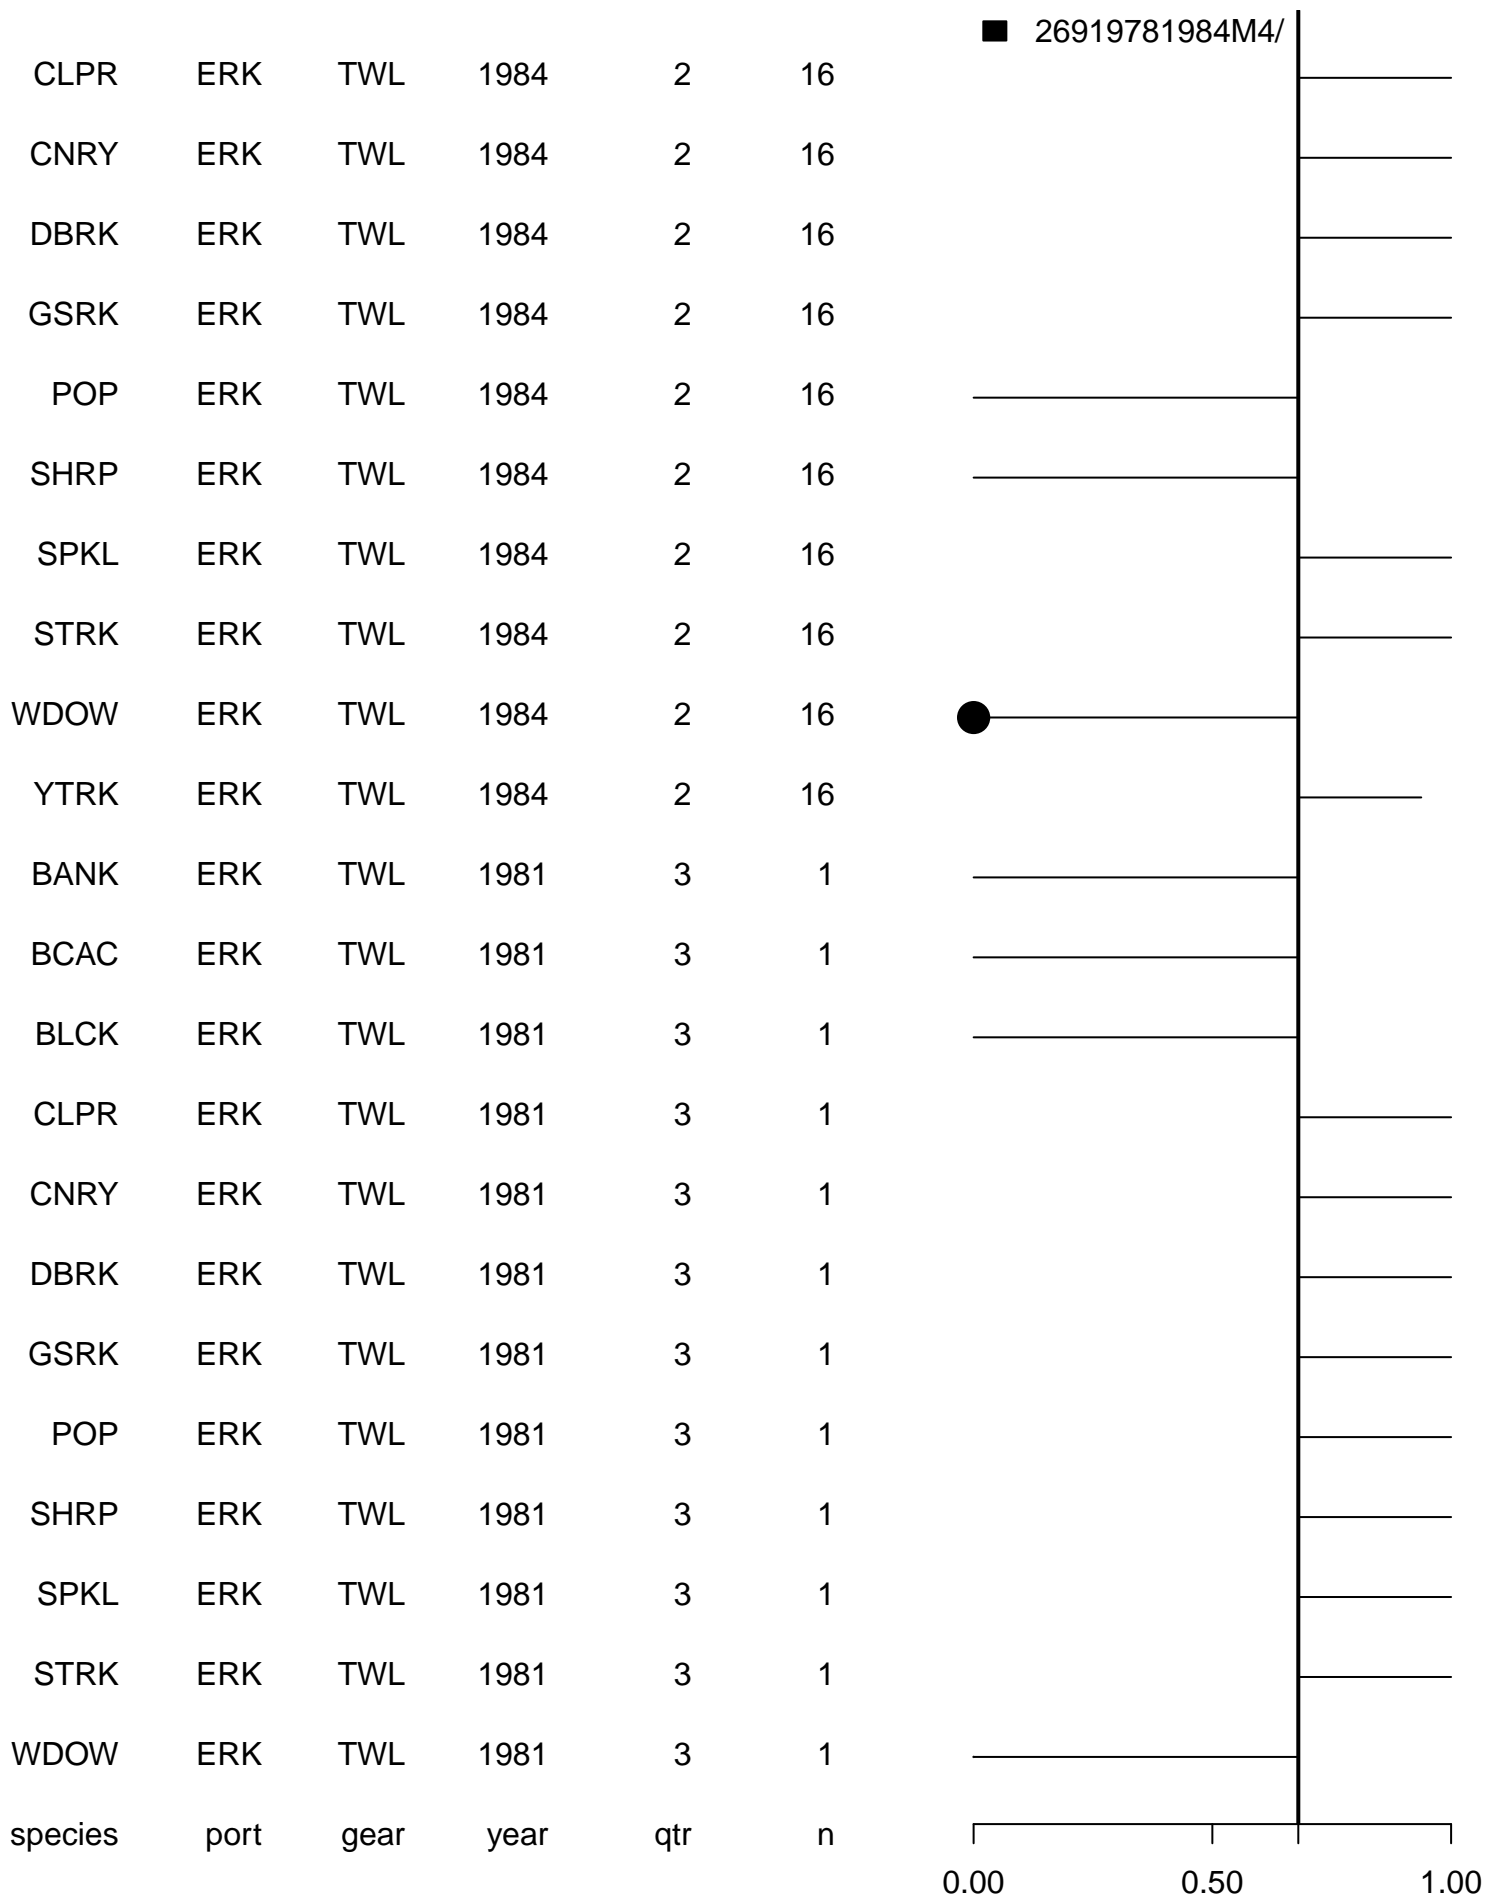 26919781984M4/
CLPR ERK TWL 1984 2 16
CNRY ERK TWL 1984 2 16
DBRK ERK TWL 1984 2 16
GSRK ERK TWL 1984 2 16
POP ERK TWL 1984 2 16
SHRP ERK TWL 1984 2 16
SPKL ERK TWL 1984 2 16
STRK ERK TWL 1984 2 16
WDOW ERK TWL 1984 2 16
YTRK ERK TWL 1984 2 16
BANK ERK TWL 1981 3 1
BCAC ERK TWL 1981 3 1
BLCK ERK TWL 1981 3 1
CLPR ERK TWL 1981 3 1
CNRY ERK TWL 1981 3 1
DBRK ERK TWL 1981 3 1
GSRK ERK TWL 1981 3 1
POP ERK TWL 1981 3 1
SHRP ERK TWL 1981 3 1
SPKL ERK TWL 1981 3 1
STRK ERK TWL 1981 3 1
WDOW ERK TWL 1981 3 1
species port gear year qtr n
0.00 0.50 1.00